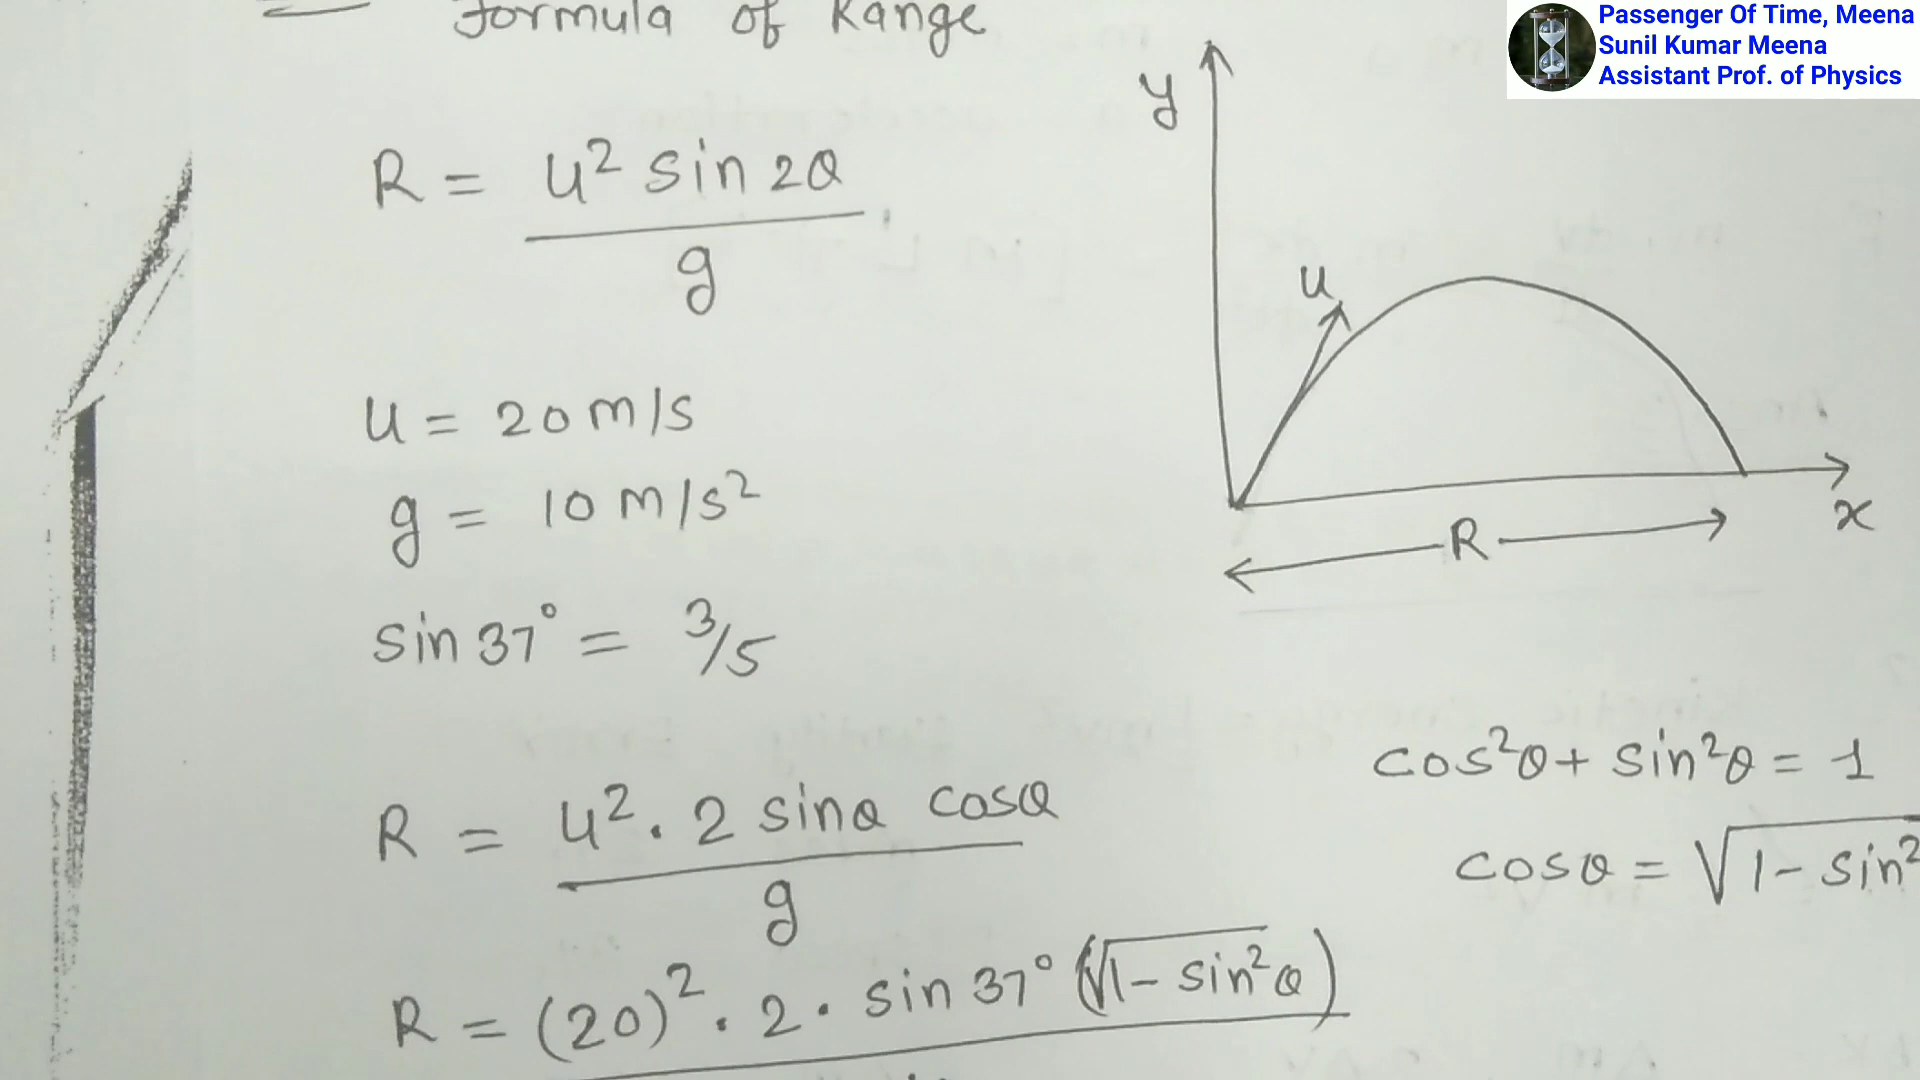 Formula of Range
R = u² sin 2θ
g
u = 20 m/s
g = 10 m/s²
sin 37° = 3/5
R = u² . 2 sinθ cosθ
g
R = (20)² . 2 . sin 37° (√1 - sin²θ)
y
u
x
R
cos²θ + sin²θ = 1
cosθ = √1 - sin²
Passenger Of Time, Meena
Sunil Kumar Meena
Assistant Prof. of Physics